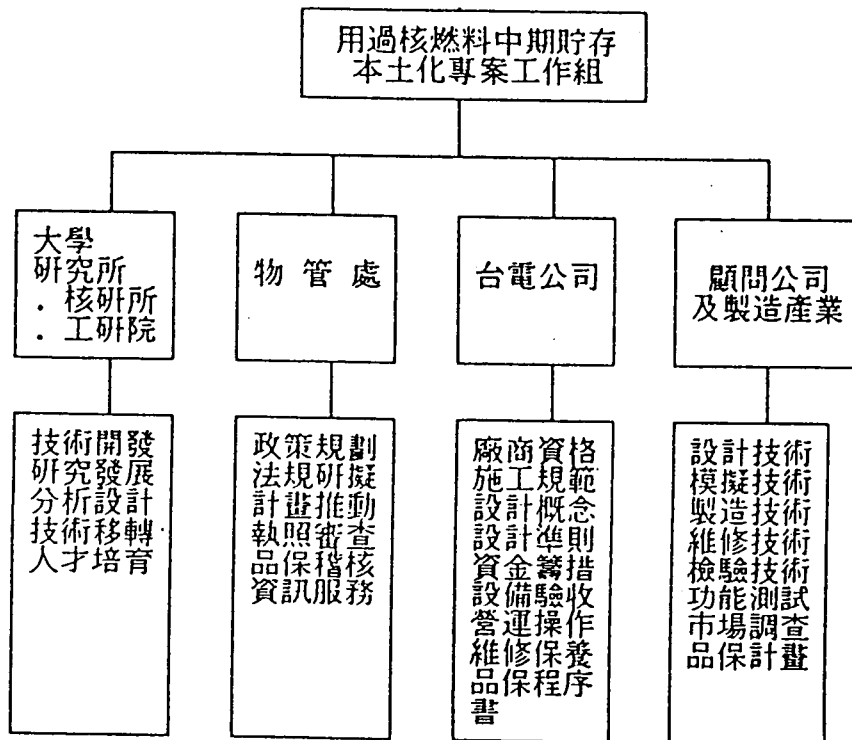 用過核燃料中期貯存
本土化專案工作組
大學
研究所
. 核研所
. 工研院
物管處
台電公司
顧問公司
及製造產業
技術開發
研究發展
分析設計
技術移轉
人才培育
政策規劃
法規研擬
計畫推動
執照審查
品保稽核
資訊服務
廠商資格
施工規範
設計概念
設計準則
資金籌措
設備驗收
營運操作
維修保養
品保程序
書
設計技術
模擬技術
製造技術
維修技術
檢驗技術
功能測試
市場調查
品保計畫